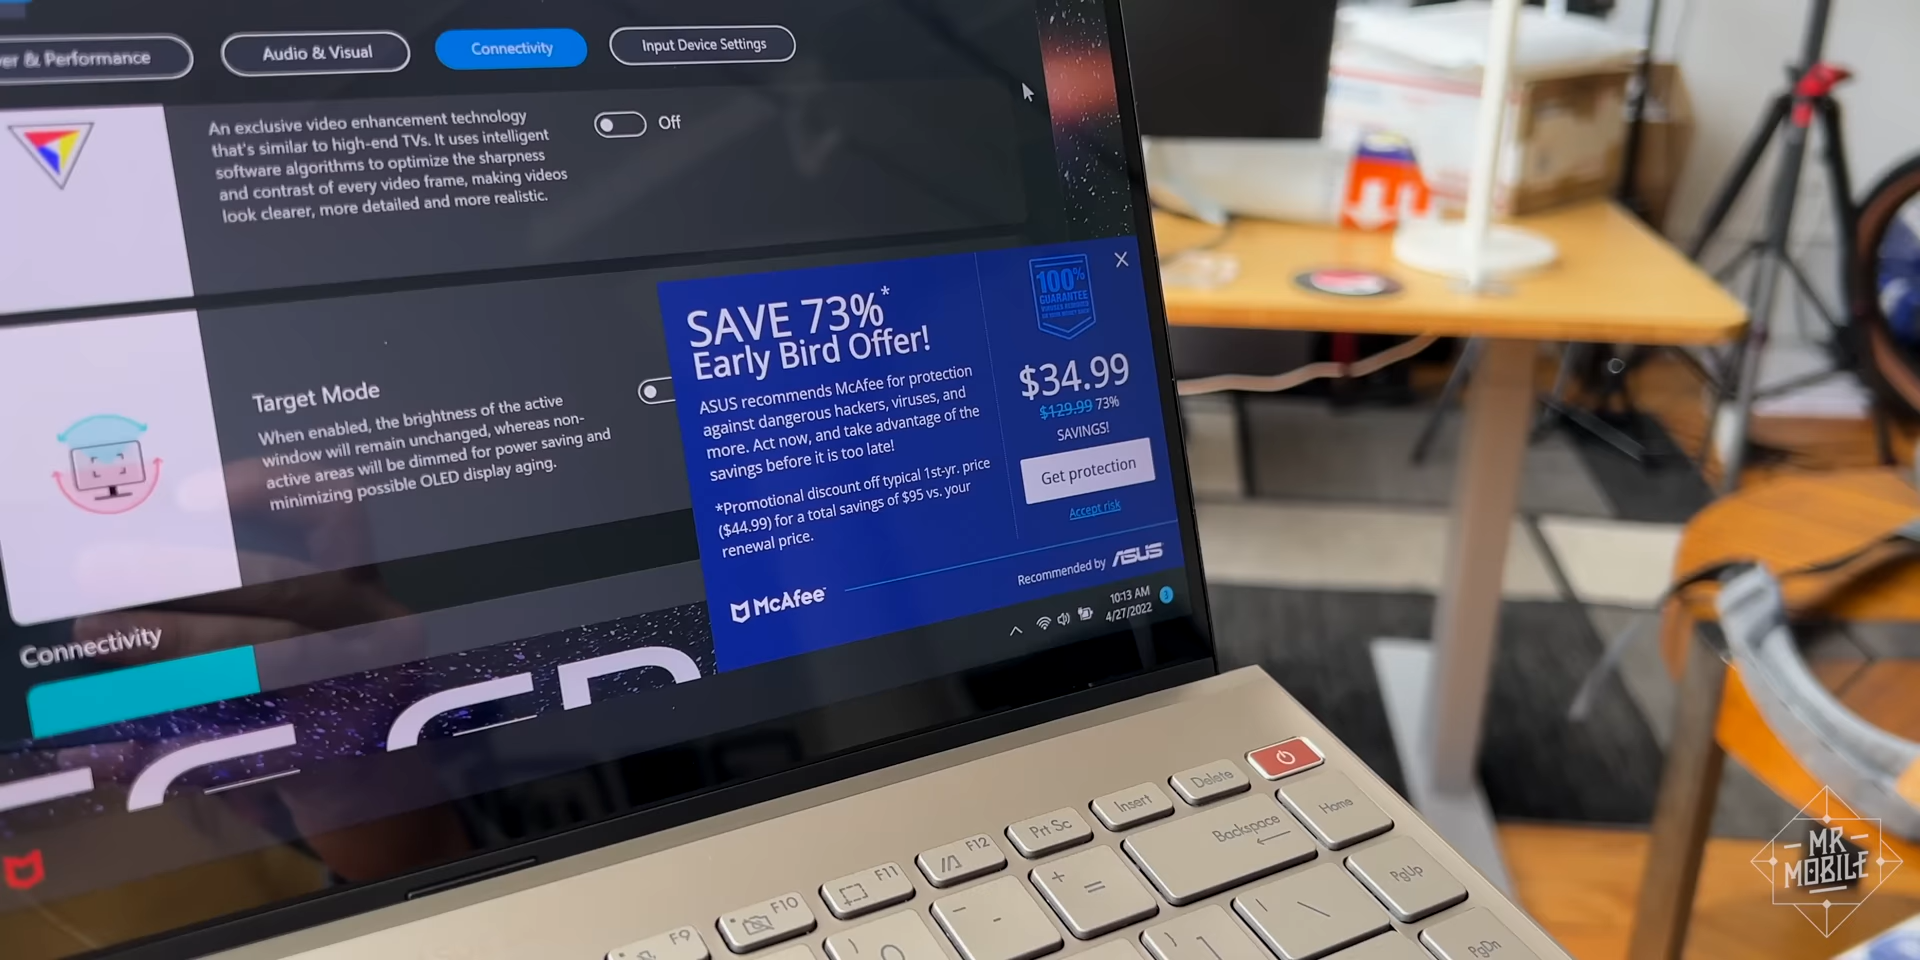 er & Performance
Audio & Visual
Connectivity
Input Device Settings
An exclusive video enhancement technology
that's similar to high-end TVs. It uses intelligent
software algorithms to optimize the sharpness
and contrast of every video frame, making videos
look clearer, more detailed and more realistic.
Off
Target Mode
When enabled, the brightness of the active
window will remain unchanged, whereas non-
active areas will be dimmed for power saving and
minimizing possible OLED display aging.
Connectivity
SAVE 73%*
Early Bird Offer!
ASUS recommends McAfee for protection
against dangerous hackers, viruses, and
more. Act now, and take advantage of the
savings before it is too late!
*Promotional discount off typical 1st-yr. price
($44.99) for a total savings of $95 vs. your
renewal price.
McAfee
100%
GUARANTEE
$34.99
$129.99 73%
SAVINGS!
Get protection
Accept risk
Recommended by ASUS
10:13 AM
4/27/2022
1
F9
F10
F11
F12
Prt Sc
Insert
Delete
Home
Backspace
PgUp
PgDn
+
=
-
-
|
\
)
0
}
]
MR
MOBILE